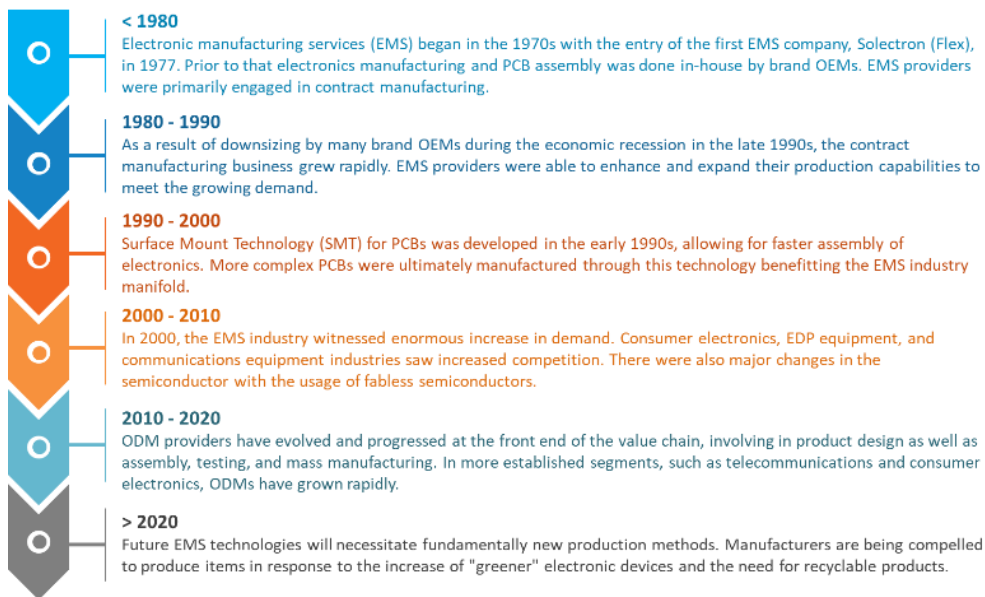 < 1980
Electronic manufacturing services (EMS) began in the 1970s with the entry of the first EMS company, Solectron (Flex),
in 1977. Prior to that electronics manufacturing and PCB assembly was done in-house by brand OEMs. EMS providers
were primarily engaged in contract manufacturing.
1980 - 1990
As a result of downsizing by many brand OEMs during the economic recession in the late 1990s, the contract
manufacturing business grew rapidly. EMS providers were able to enhance and expand their production capabilities to
meet the growing demand.
1990 - 2000
Surface Mount Technology (SMT) for PCBs was developed in the early 1990s, allowing for faster assembly of
electronics. More complex PCBs were ultimately manufactured through this technology benefitting the EMS industry
manifold.
2000 - 2010
In 2000, the EMS industry witnessed enormous increase in demand. Consumer electronics, EDP equipment, and
communications equipment industries saw increased competition. There were also major changes in the
semiconductor with the usage of fabless semiconductors.
2010 - 2020
ODM providers have evolved and progressed at the front end of the value chain, involving in product design as well as
assembly, testing, and mass manufacturing. In more established segments, such as telecommunications and consumer
electronics, ODMs have grown rapidly.
> 2020
Future EMS technologies will necessitate fundamentally new production methods. Manufacturers are being compelled
to produce items in response to the increase of "greener" electronic devices and the need for recyclable products.